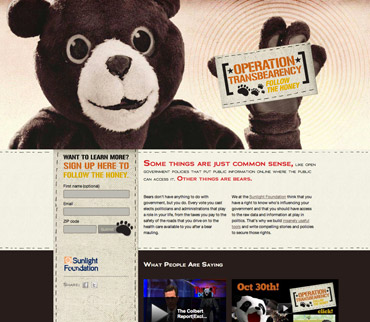 OPERATION
TRANSBEARENCY
FOLLOW
THE HONEY
WANT TO LEARN MORE?
SIGN UP HERE TO
FOLLOW THE HONEY.
First name (optional)
Email
ZIP code
Sunlight
Foundation
SHARE:
SOME THINGS ARE JUST COMMON SENSE, LIKE OPEN
GOVERNMENT POLICIES THAT PUT PUBLIC INFORMATION ONLINE WHERE THE PUBLIC
CAN ACCESS IT. OTHER THINGS ARE BEARS.
Bears don't have anything to do with
government, but you do. Every vote you cast
elects politicians and administrations that play
a role in your life, from the taxes you pay to the
safety of the roads that you drive on to the
health care available to you after a bear
mauling.
We at the Sunlight Foundation think that you
have a right to know who's influencing your
government and that you should have access
to the raw data and information at play in
politics. That's why we build insanely useful
tools and write compelling stories and policies
to secure those rights.
WHAT PEOPLE ARE SAYING
The Colbert
Report|Excl...
Oct 30th!
OPERATION
TRANSBEARENCY
click!